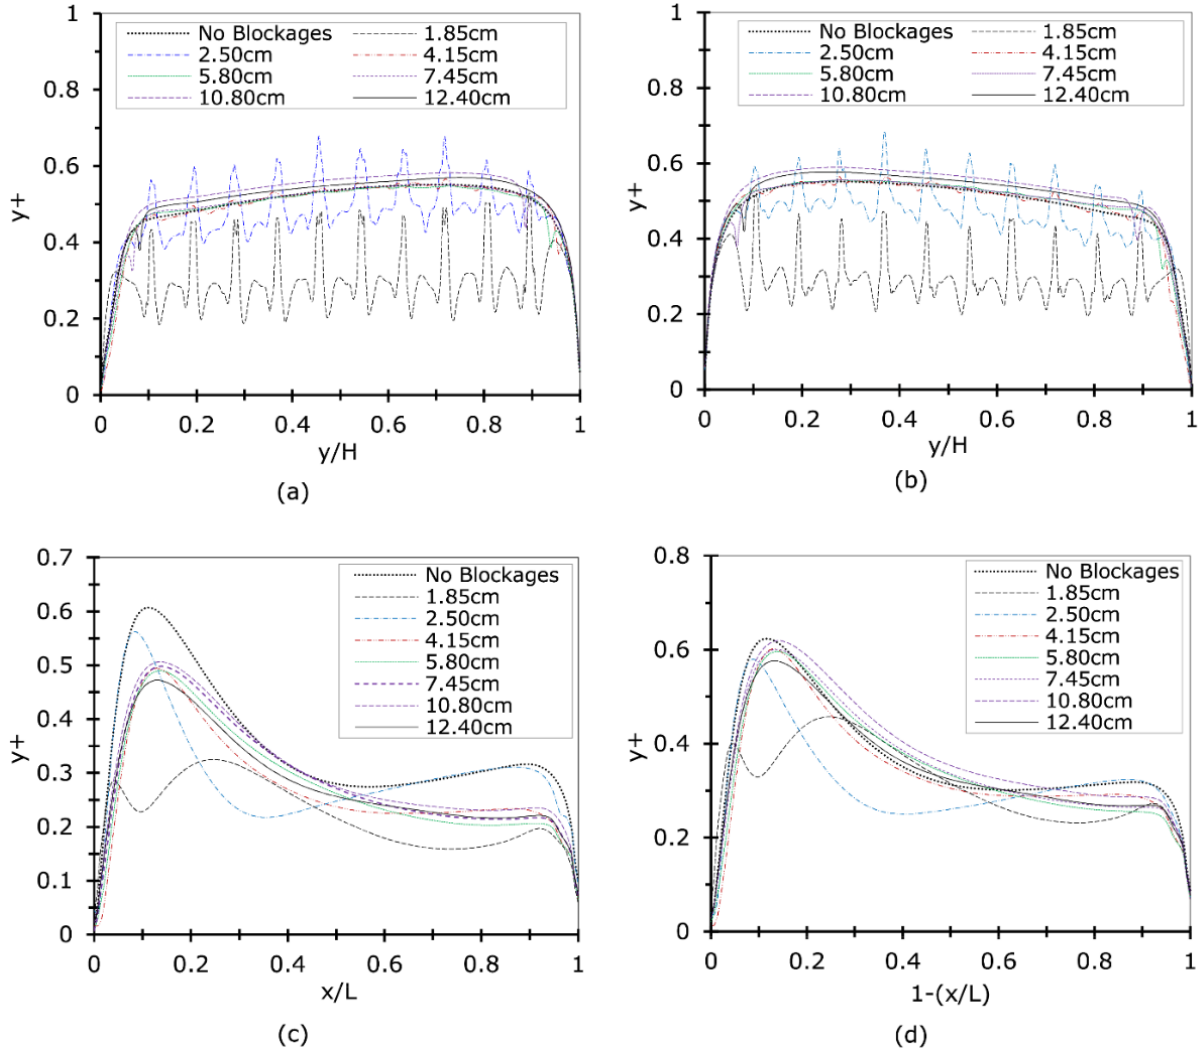 1
0.8
0.6
0.4
0.2
0
y+
No Blockages 1.85cm
2.50cm 4.15cm
5.80cm 7.45cm
10.80cm 12.40cm
0 0.2 0.4 0.6 0.8 1
y/H
(a)
1
0.8
0.6
0.4
0.2
0
y+
No Blockages 1.85cm
2.50cm 4.15cm
5.80cm 7.45cm
10.80cm 12.40cm
0 0.2 0.4 0.6 0.8 1
y/H
(b)
0.7
0.6
0.5
0.4
0.3
0.2
0.1
0
y+
No Blockages
1.85cm
2.50cm
4.15cm
5.80cm
7.45cm
10.80cm
12.40cm
0 0.2 0.4 0.6 0.8 1
x/L
(c)
0.8
0.6
0.4
0.2
0
y+
No Blockages
1.85cm
2.50cm
4.15cm
5.80cm
7.45cm
10.80cm
12.40cm
0 0.2 0.4 0.6 0.8 1
1-(x/L)
(d)